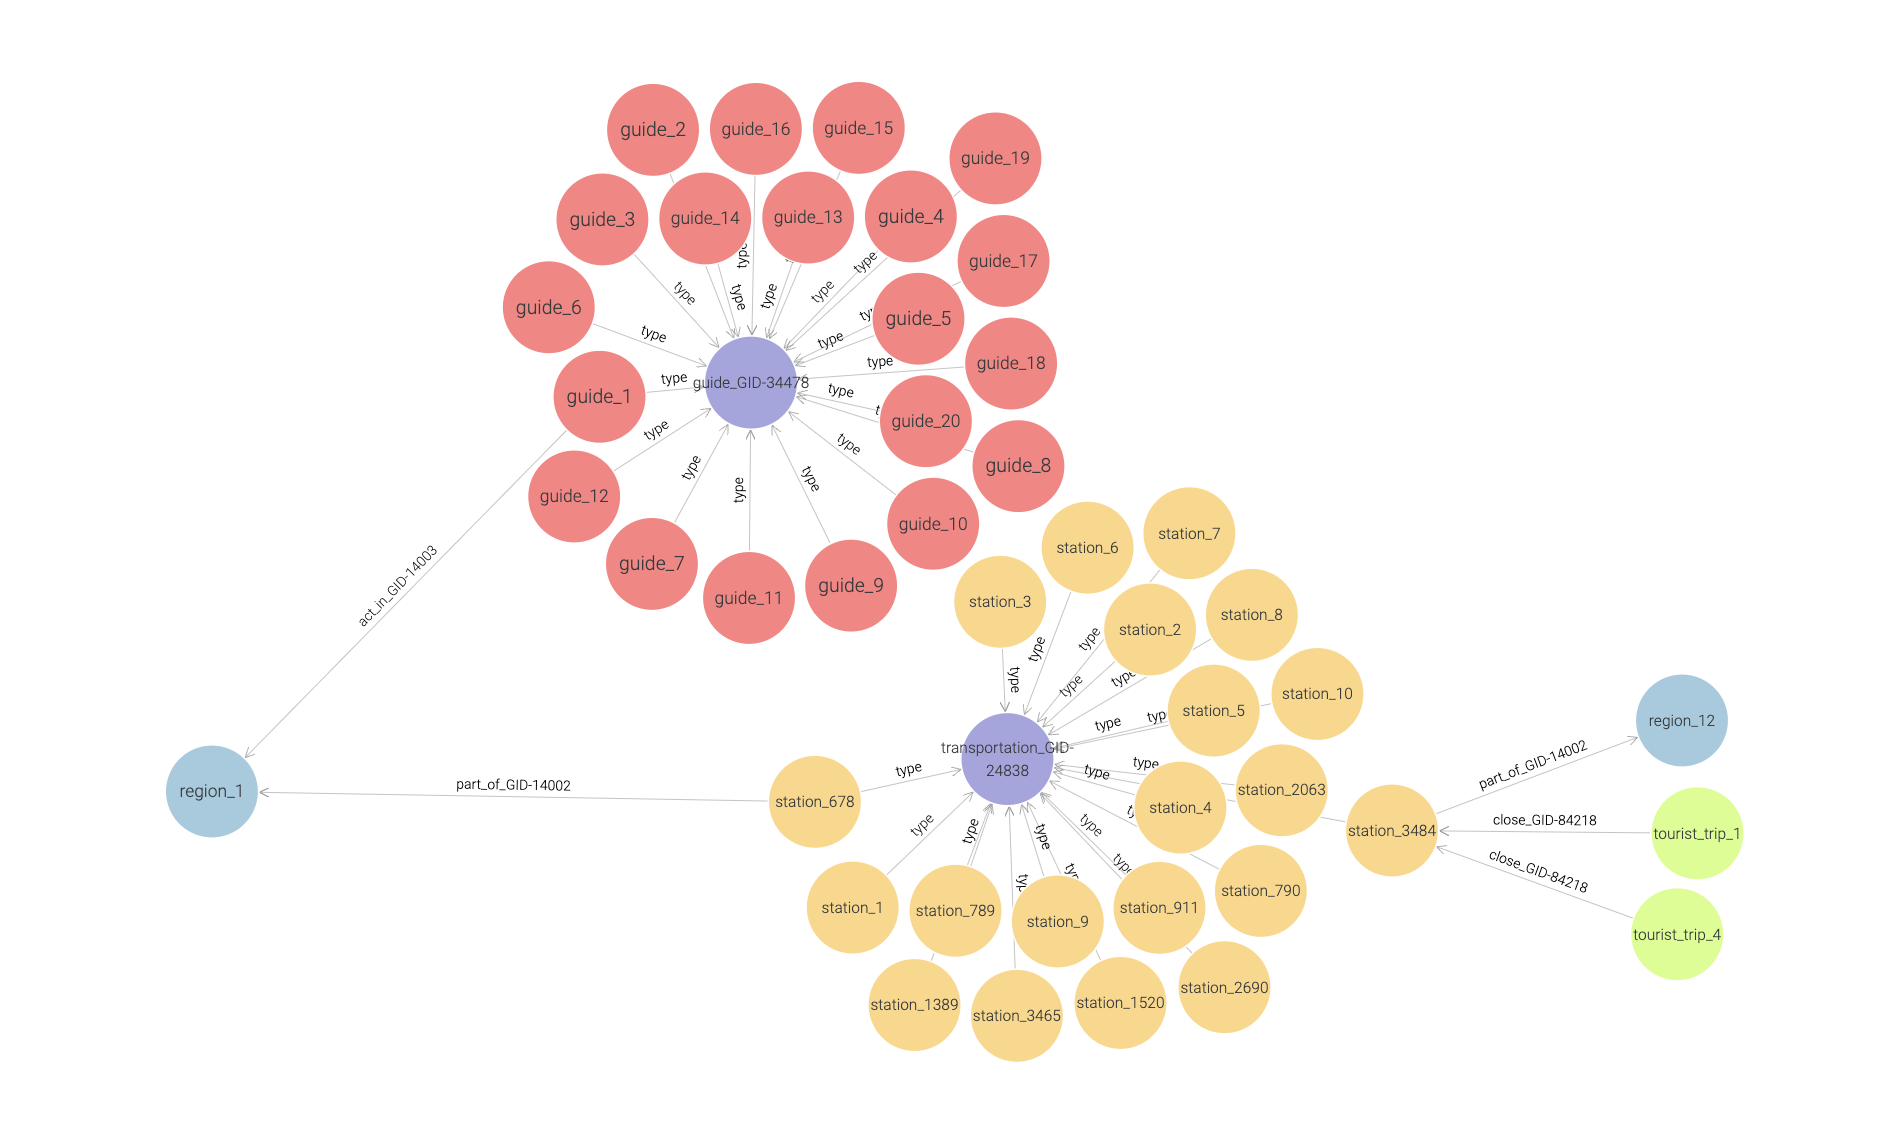 guide_2
guide_16
guide_15
guide_19
guide_3
guide_14
guide_13
guide_4
guide_17
type
type
guide_6
type
type
type
type
guide_5
type
type
guide_18
type
guide_1
type
guide_GID-34478
type
guide_20
type
type
guide_8
guide_12
type
type
type
guide_10
guide_7
guide_11
guide_9
act_in_GID-14003
station_7
station_6
station_3
station_2
station_8
type
type
type
type
type
station_10
station_5
type
region_12
transportation_GID-
24838
type
type
part_of_GID-14002
type
region_1
part_of_GID-14002
station_678
station_4
station_2063
station_3484
close_GID-84218
tourist_trip_1
type
type
type
type
type
close_GID-84218
station_790
station_1
station_789
station_9
station_911
tourist_trip_4
station_1389
station_3465
station_1520
station_2690